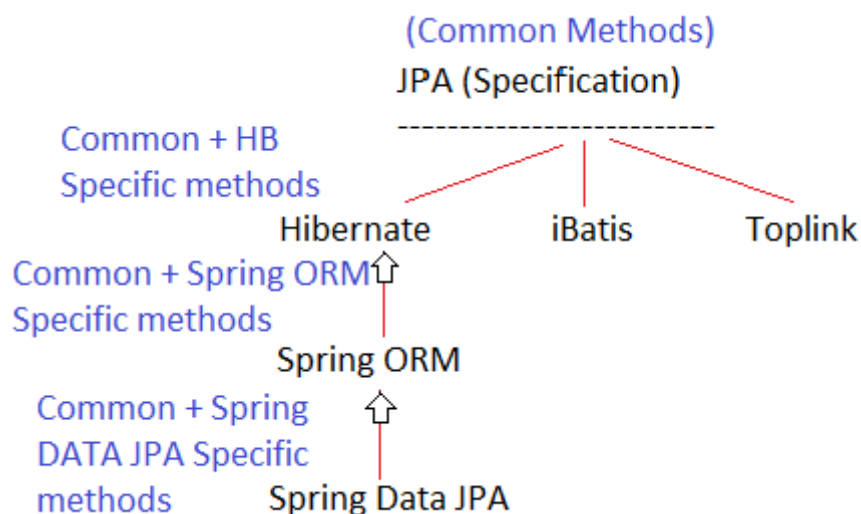 (Common Methods)
JPA (Specification)
-------------------------
Common + HB
Specific methods
Hibernate
iBatis
Toplink
Common + Spring ORM
Specific methods
Spring ORM
Common + Spring
DATA JPA Specific
methods
Spring Data JPA